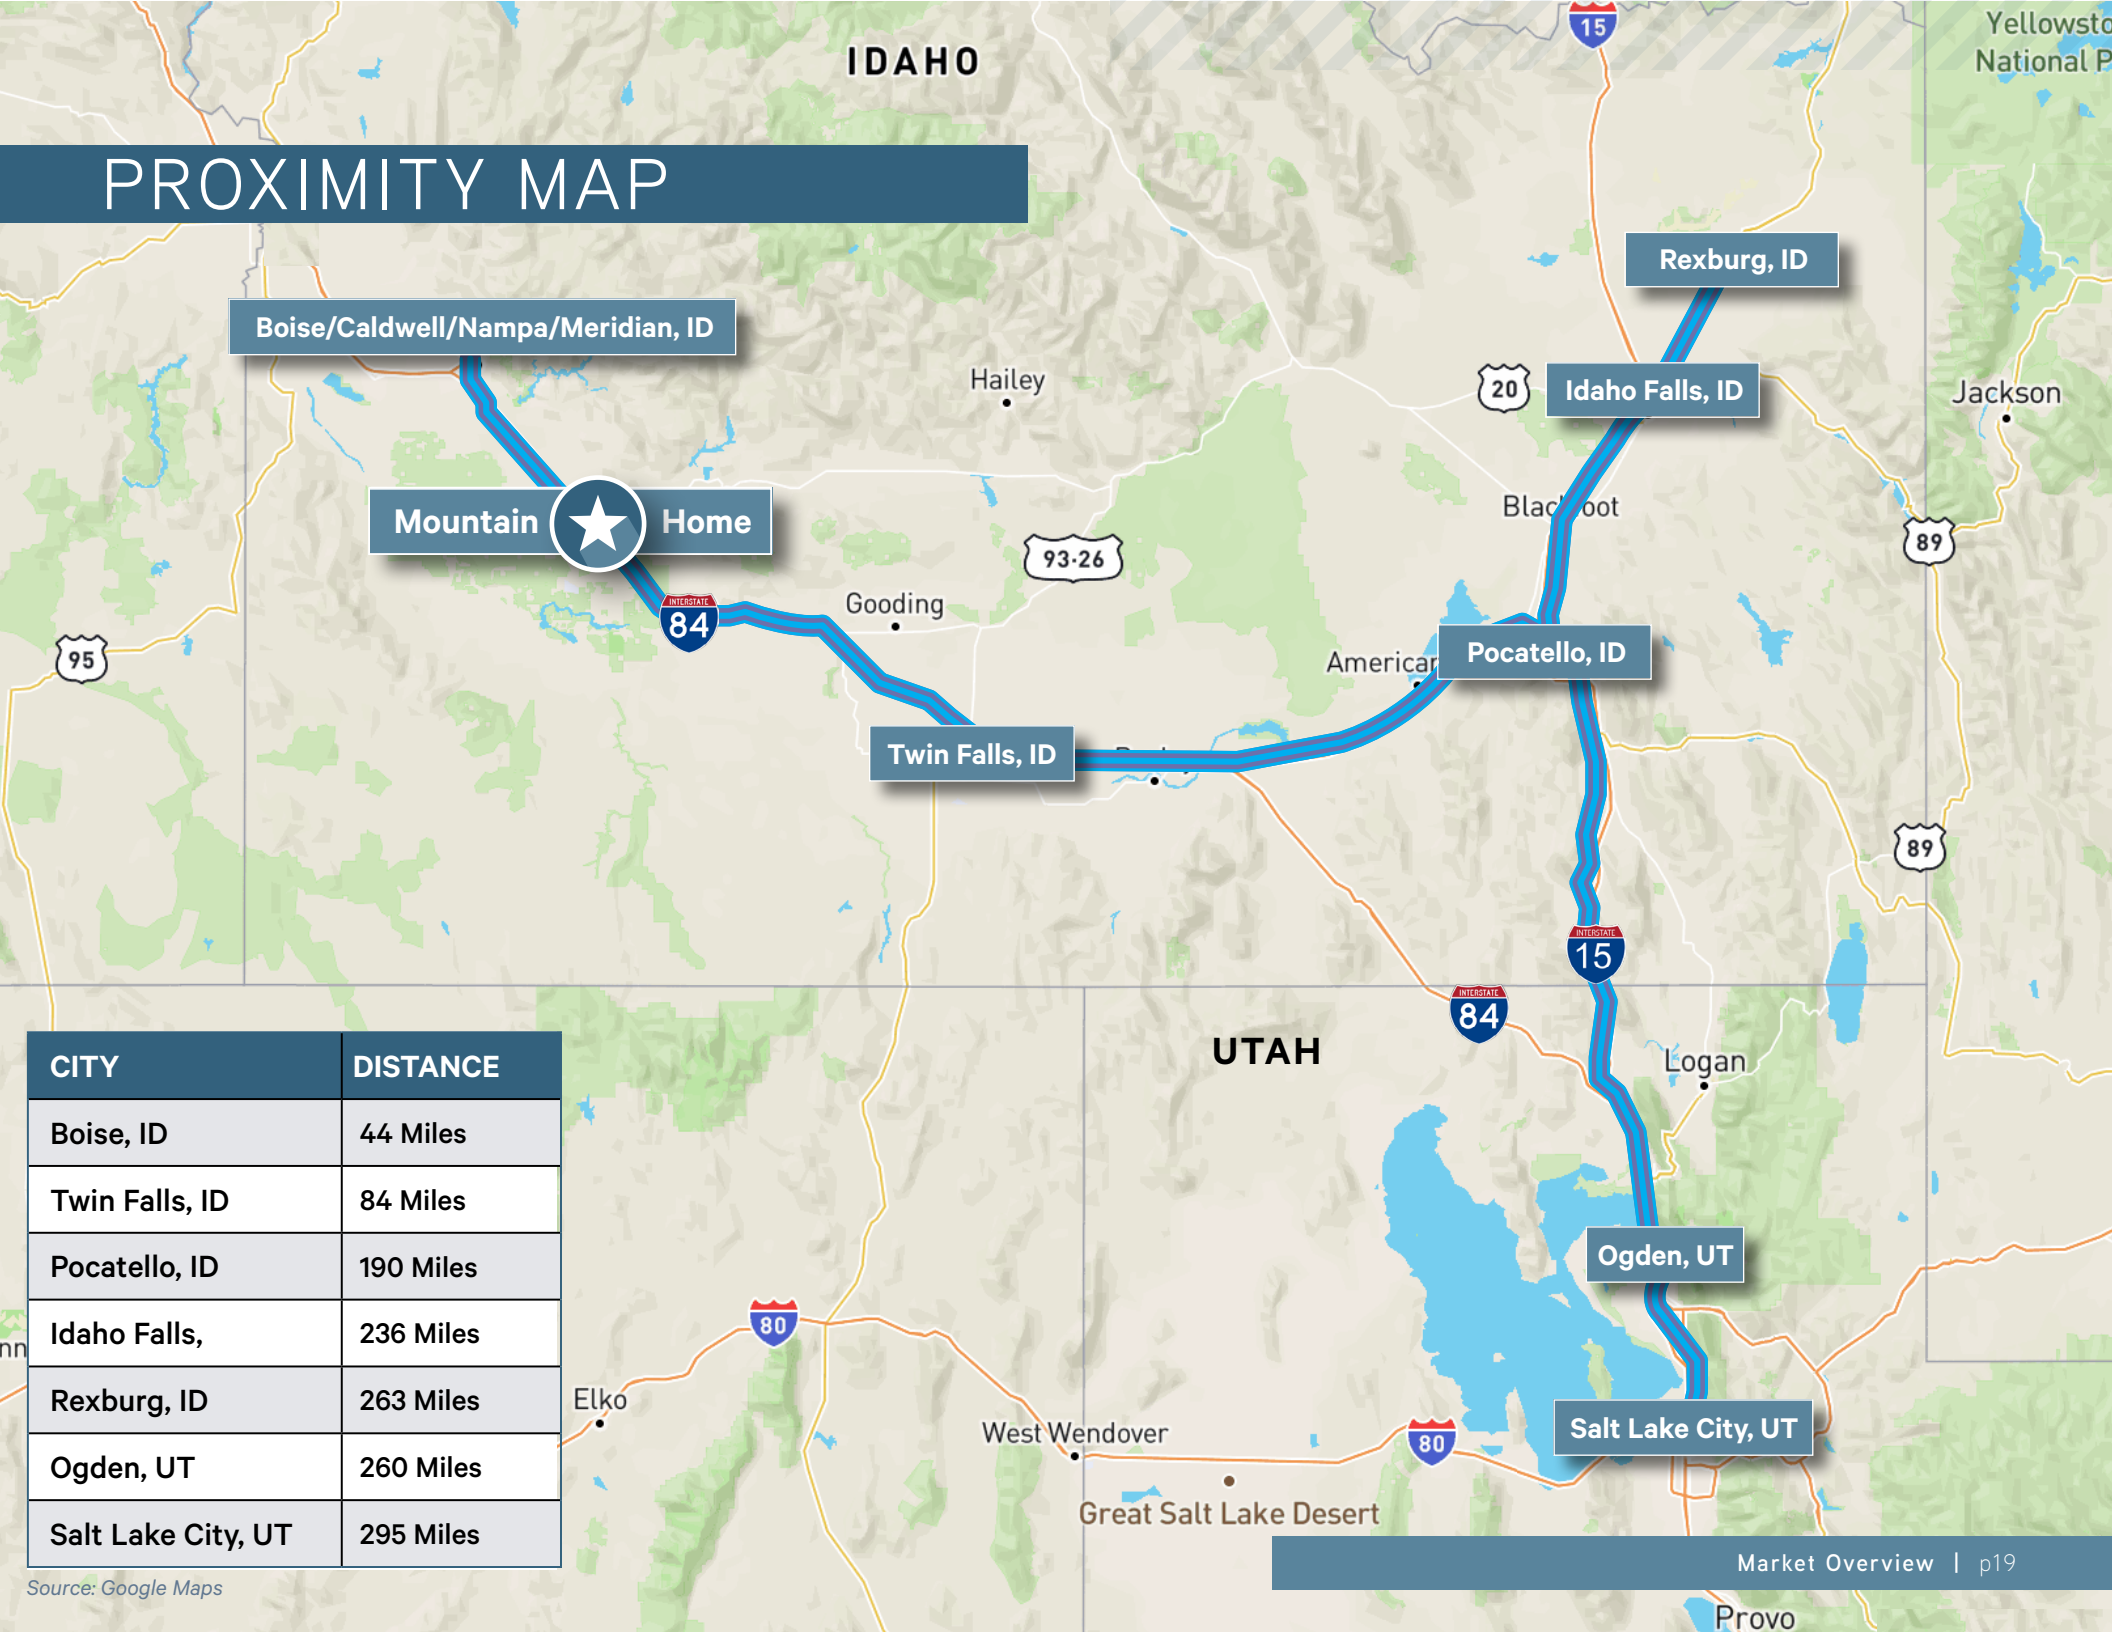 IDAHO
15
Yellowsto
National P
PROXIMITY MAP
Rexburg, ID
Boise/Caldwell/Nampa/Meridian, ID
Hailey
20
Idaho Falls, ID
Jackson
Mountain
Home
Blac
oot
93·26
89
INTERSTATE
84
Gooding
95
American
Pocatello, ID
Twin Falls, ID
89
INTERSTATE
15
INTERSTATE
84
UTAH
Logan
CITY DISTANCE
Boise, ID 44 Miles
Twin Falls, ID 84 Miles
Pocatello, ID 190 Miles
Idaho Falls, 236 Miles
Rexburg, ID 263 Miles
Ogden, UT 260 Miles
Salt Lake City, UT 295 Miles
Source: Google Maps
nn
Ogden, UT
80
Elko
West Wendover
80
Salt Lake City, UT
Great Salt Lake Desert
Market Overview | p19
Provo